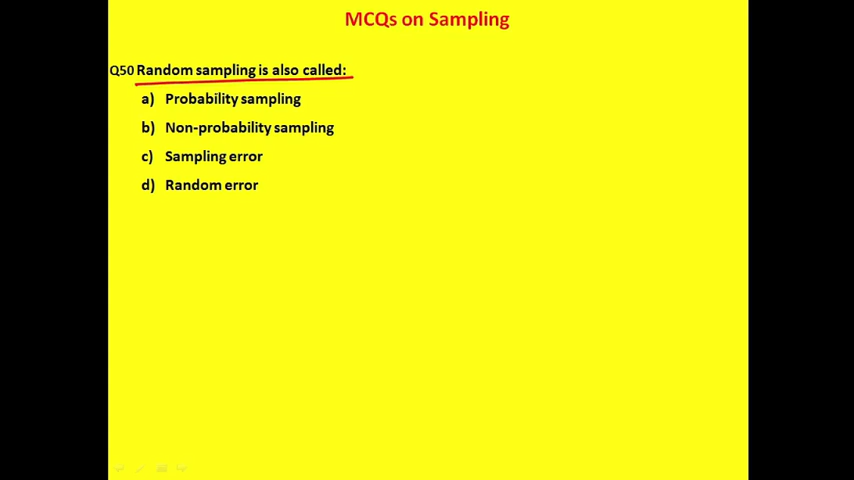 MCQs on Sampling
Q50 Random sampling is also called:
a) Probability sampling
b) Non-probability sampling
c) Sampling error
d) Random error